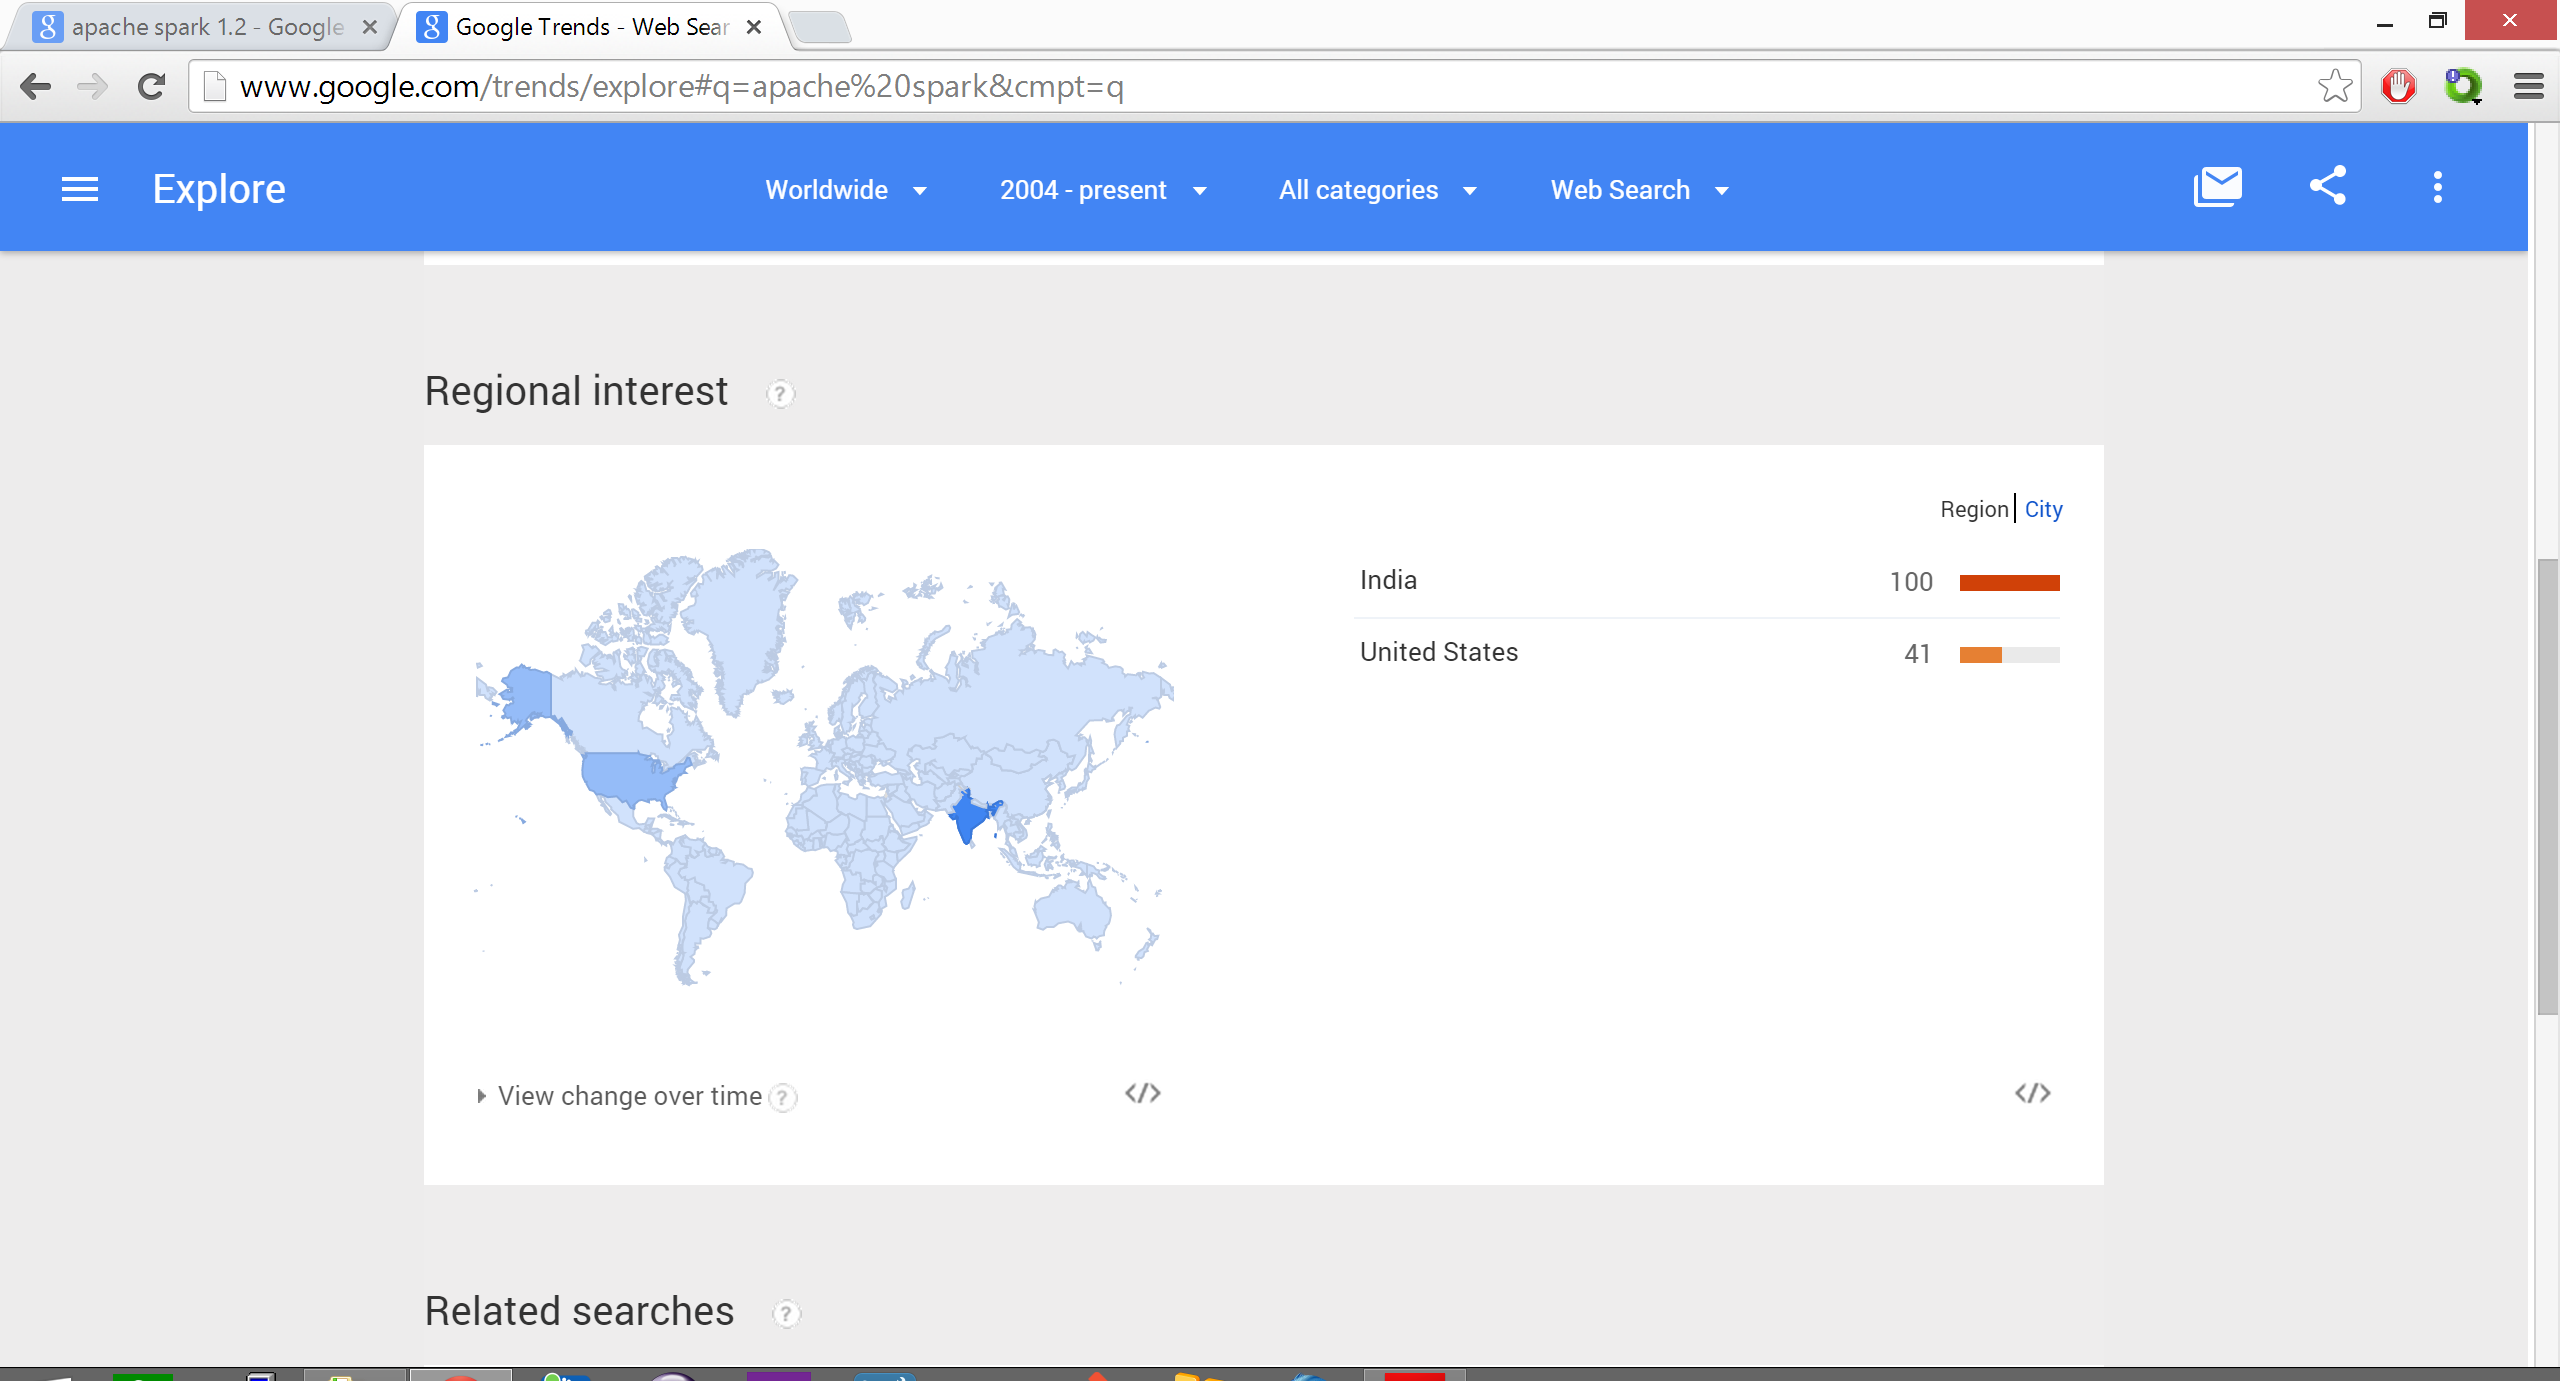 apache spark 1.2 - Google
Google Trends - Web Sear
www.google.com/trends/explore#q=apache%20spark&cmpt=q
Explore
Worldwide
2004 - present
All categories
Web Search
Regional interest ?
Region | City
India 100
United States 41
View change over time ?
</>
</>
Related searches ?